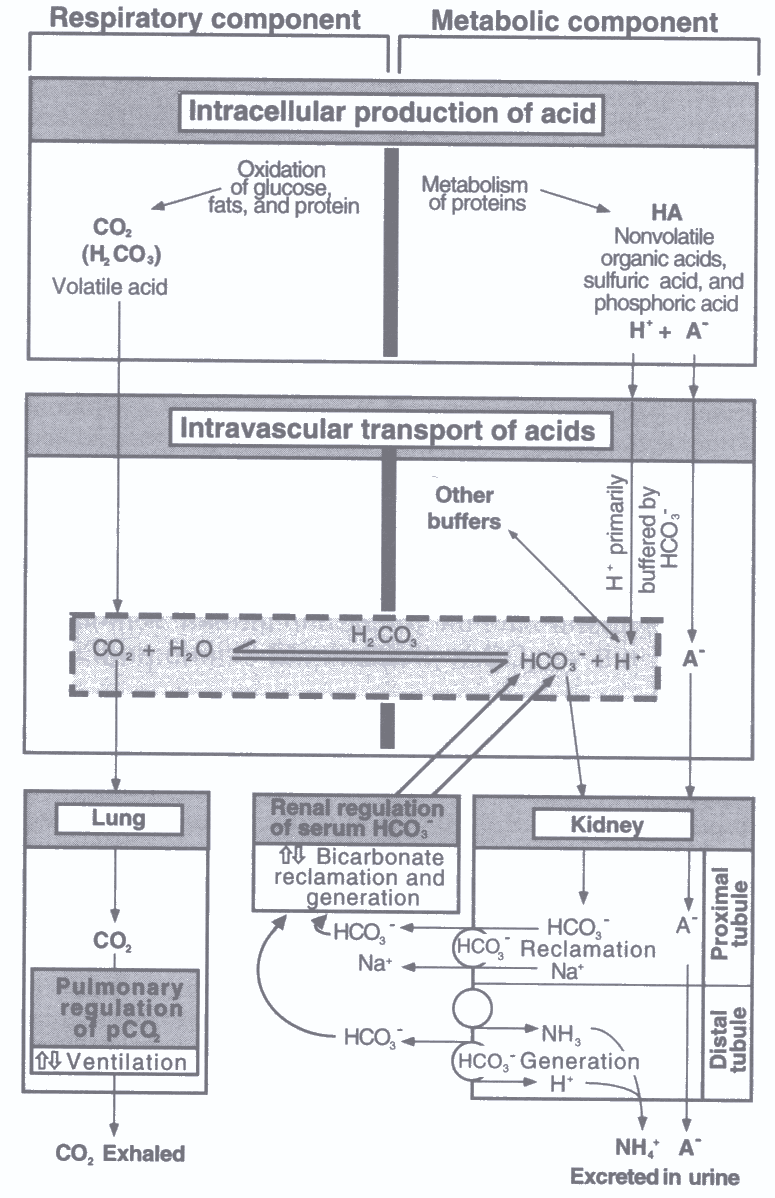 Respiratory component
Metabolic component
Intracellular production of acid
Oxidation
of glucose,
fats, and protein
CO₂
(H₂CO₃)
Volatile acid
Metabolism
of proteins
HA
Nonvolatile
organic acids,
sulfuric acid, and
phosphoric acid
H⁺ + A⁻
Intravascular transport of acids
Other
buffers
H⁺ primarily
buffered by
HCO₃⁻
CO₂ + H₂O
H₂CO₃
HCO₃⁻ + H⁺
A⁻
Lung
CO₂
Pulmonary
regulation
of pCO₂
⇧⇩ Ventilation
CO₂ Exhaled
Renal regulation
of serum HCO₃⁻
⇧⇩ Bicarbonate
reclamation and
generation
Kidney
HCO₃⁻
HCO₃⁻
HCO₃⁻
Reclamation
A⁻
Na⁺
Na⁺
Proximal
tubule
HCO₃⁻
NH₃
HCO₃⁻ Generation
H⁺
Distal
tubule
NH₄⁺ A⁻
Excreted in urine